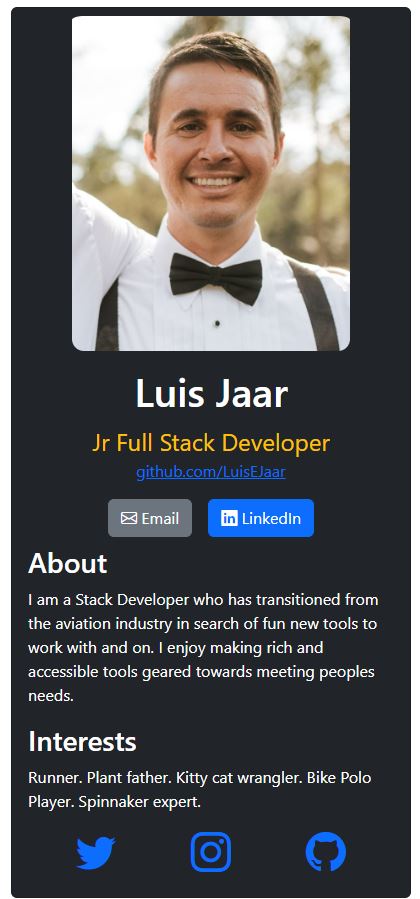 Luis Jaar
Jr Full Stack Developer
github.com/LuisEJaar
Email
LinkedIn
About
I am a Stack Developer who has transitioned from
the aviation industry in search of fun new tools to
work with and on. I enjoy making rich and
accessible tools geared towards meeting peoples
needs.
Interests
Runner. Plant father. Kitty cat wrangler. Bike Polo
Player. Spinnaker expert.